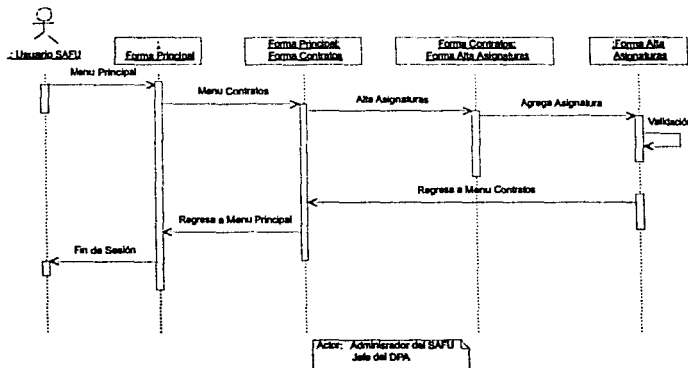 : Usuario SAFU
:
Forma Principal
Forma Principal:
Forma Contratos
Forma Contratos:
Forma Alta Asignaturas
:Forma Alta
Asignaturas
Menu Principal
Menu Contratos
Alta Asignaturas
Agrega Asignatura
Validación
Regresa a Menu Contratos
Regresa a Menu Principal
Fin de Sesión
Actor: Adminisrador del SAFU
Jefe del DPA